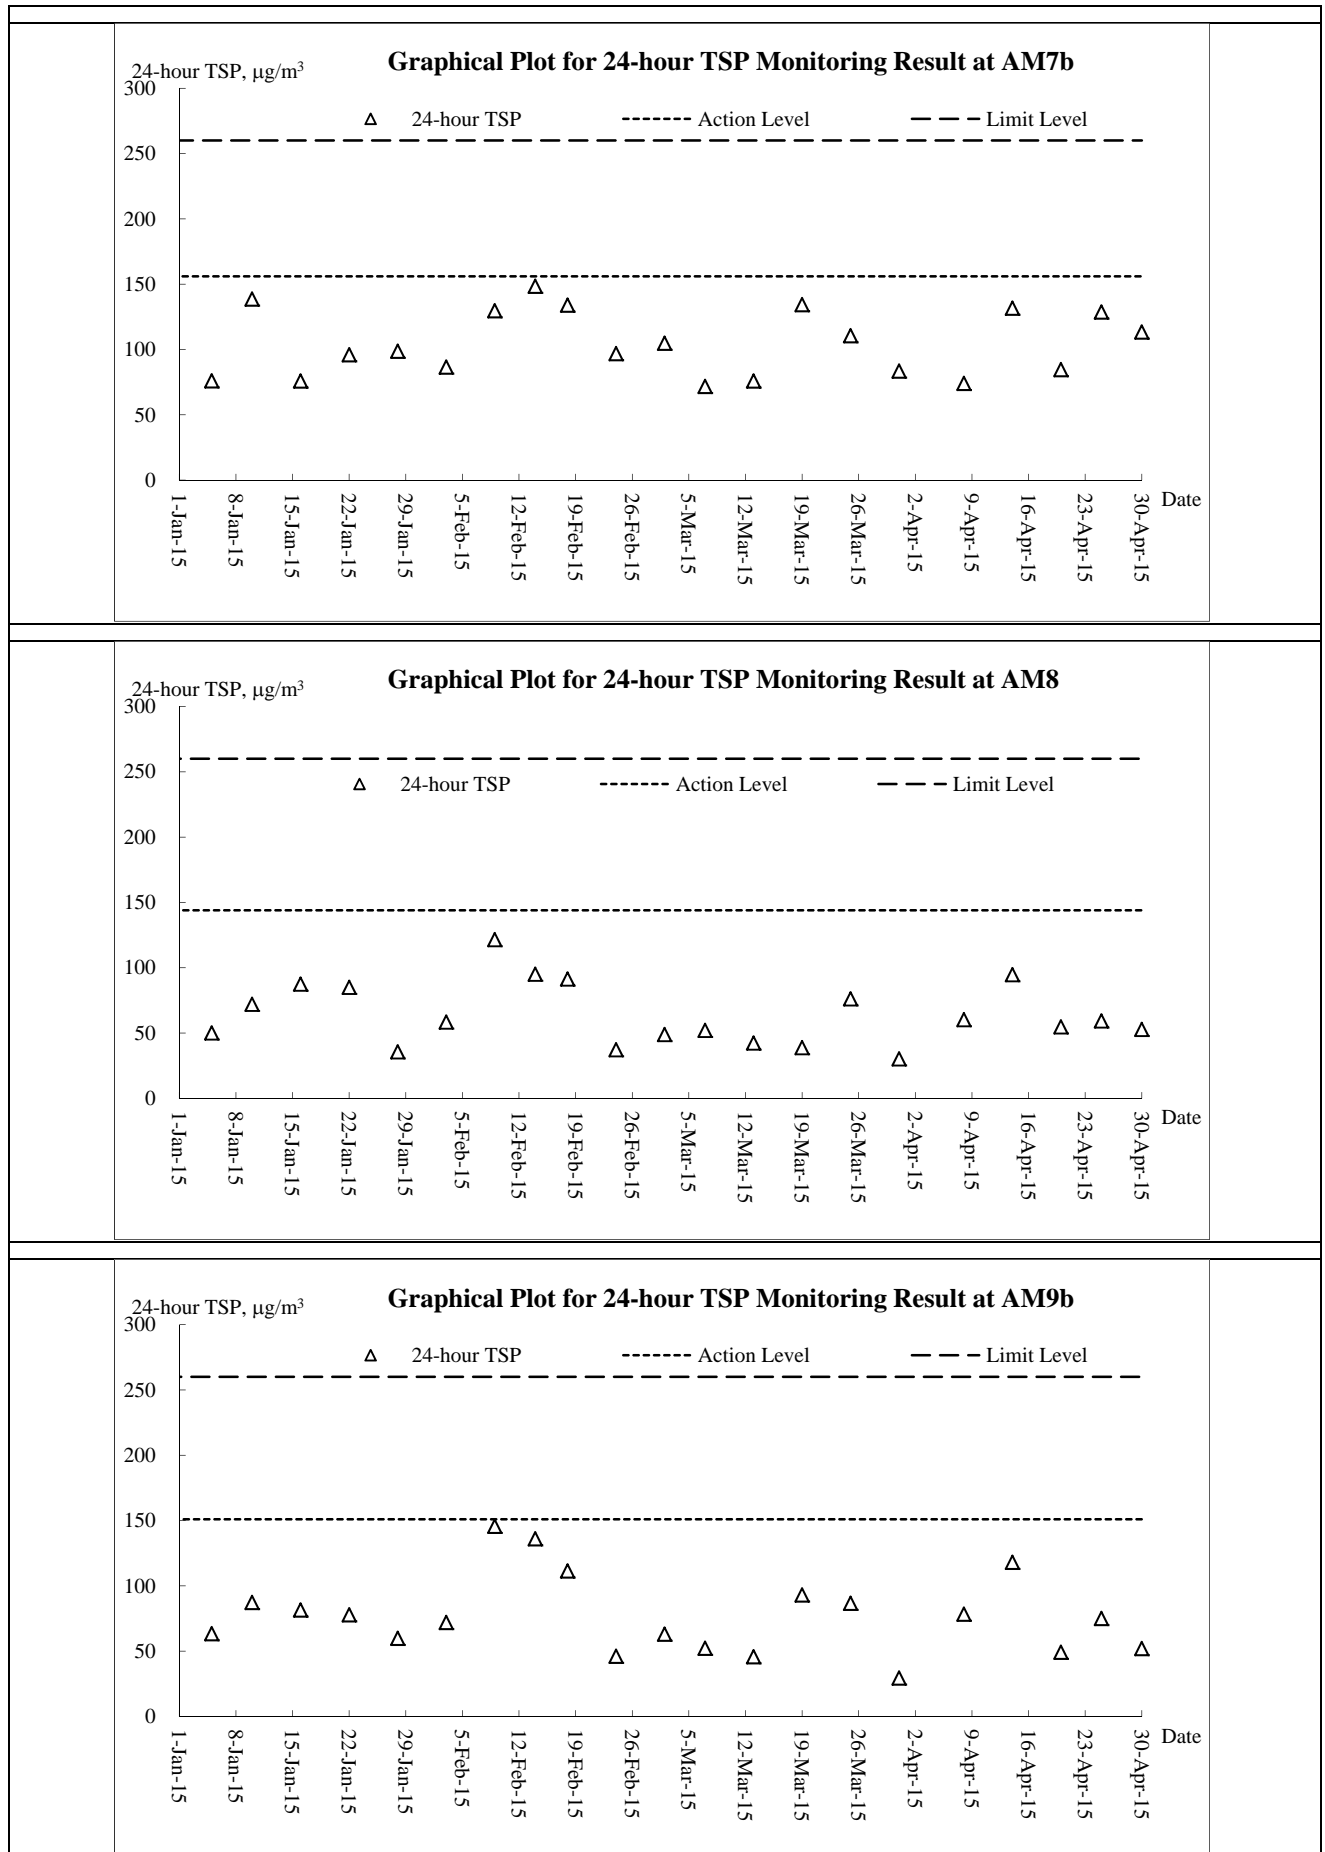 Graphical Plot for 24-hour TSP Monitoring Result at AM7b
24-hour TSP, μg/m³
300
24-hour TSP Action Level Limit Level
250
200
150
100
50
0
1-Jan-15 8-Jan-15 15-Jan-15 22-Jan-15 29-Jan-15 5-Feb-15 12-Feb-15 19-Feb-15 26-Feb-15 5-Mar-15 12-Mar-15 19-Mar-15 26-Mar-15 2-Apr-15 9-Apr-15 16-Apr-15 23-Apr-15 30-Apr-15 Date
Graphical Plot for 24-hour TSP Monitoring Result at AM8
24-hour TSP, μg/m³
300
250
24-hour TSP Action Level Limit Level
200
150
100
50
0
1-Jan-15 8-Jan-15 15-Jan-15 22-Jan-15 29-Jan-15 5-Feb-15 12-Feb-15 19-Feb-15 26-Feb-15 5-Mar-15 12-Mar-15 19-Mar-15 26-Mar-15 2-Apr-15 9-Apr-15 16-Apr-15 23-Apr-15 30-Apr-15 Date
Graphical Plot for 24-hour TSP Monitoring Result at AM9b
24-hour TSP, μg/m³
300
24-hour TSP Action Level Limit Level
250
200
150
100
50
0
1-Jan-15 8-Jan-15 15-Jan-15 22-Jan-15 29-Jan-15 5-Feb-15 12-Feb-15 19-Feb-15 26-Feb-15 5-Mar-15 12-Mar-15 19-Mar-15 26-Mar-15 2-Apr-15 9-Apr-15 16-Apr-15 23-Apr-15 30-Apr-15 Date